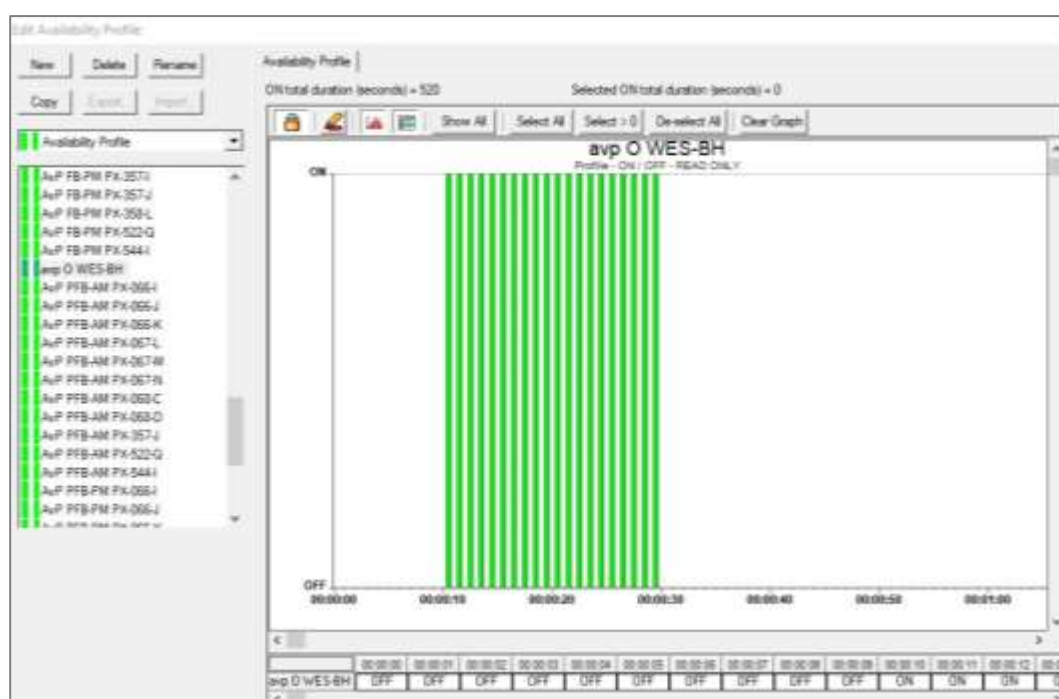 Edit Availability Profile
New Delete Rename
Copy Export Import
Availability Profile
AvP FB-PM PX-357-I
AvP FB-PM PX-357-J
AvP FB-PM PX-358-L
AvP FB-PM PX-522-G
AvP FB-PM PX-544-I
avp O WES-BH
AvP PFB-AM PX-066-I
AvP PFB-AM PX-066-J
AvP PFB-AM PX-066-K
AvP PFB-AM PX-067-L
AvP PFB-AM PX-067-M
AvP PFB-AM PX-067-N
AvP PFB-AM PX-068-C
AvP PFB-AM PX-068-D
AvP PFB-AM PX-357-J
AvP PFB-AM PX-522-G
AvP PFB-AM PX-544-I
AvP PFB-PM PX-066-I
AvP PFB-PM PX-066-J
Availability Profile
ON total duration (seconds) = 520 Selected ON total duration (seconds) = 0
Show All Select All Select > 0 De-select All Clear Graph
avp O WES-BH
Profile - ON / OFF - READ ONLY
ON
OFF
00:00:00 00:00:10 00:00:20 00:00:30 00:00:40 00:00:50 00:01:00
00:00:00 00:00:01 00:00:02 00:00:03 00:00:04 00:00:05 00:00:06 00:00:07 00:00:08 00:00:09 00:00:10 00:00:11 00:00:12
avp O WES-BH OFF OFF OFF OFF OFF OFF OFF OFF OFF OFF ON ON ON